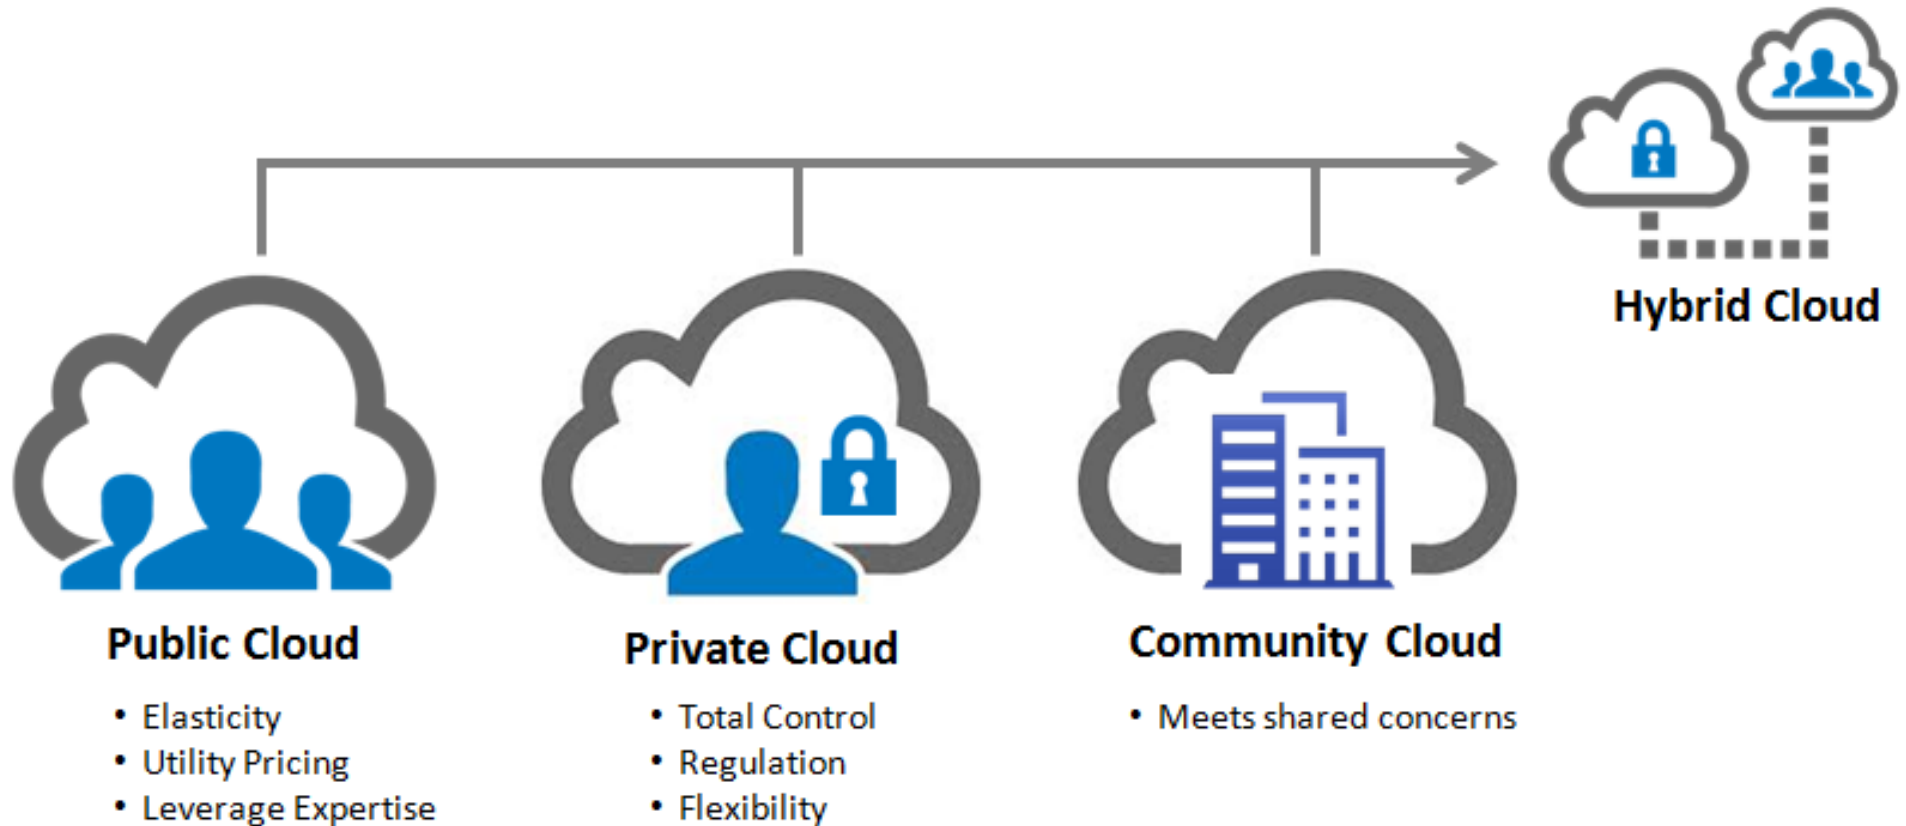 Hybrid Cloud
Public Cloud
• Elasticity
• Utility Pricing
• Leverage Expertise
Private Cloud
• Total Control
• Regulation
• Flexibility
Community Cloud
• Meets shared concerns